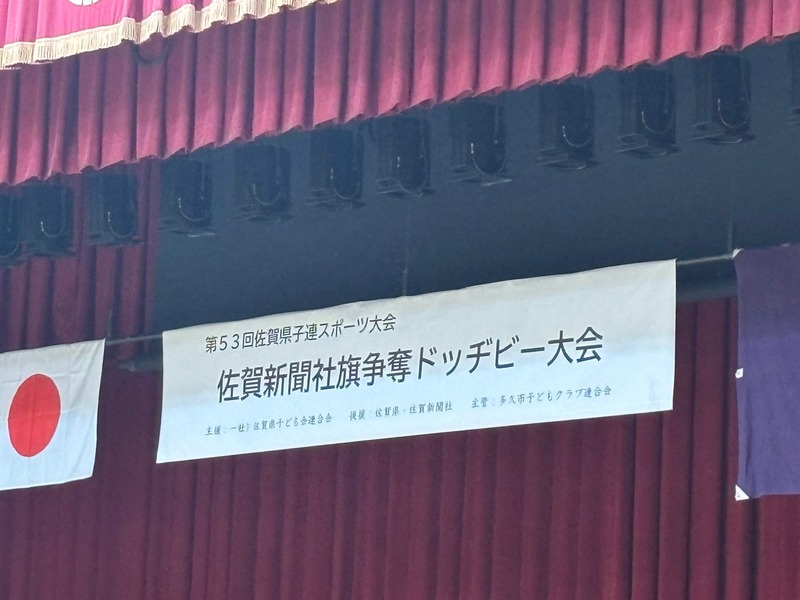 第53回佐賀県子連スポーツ大会
佐賀新聞社旗争奪ドッヂビー大会
主催：一社）佐賀県子ども会連合会　後援：佐賀県・佐賀新聞社　主管：多久市子どもクラブ連合会